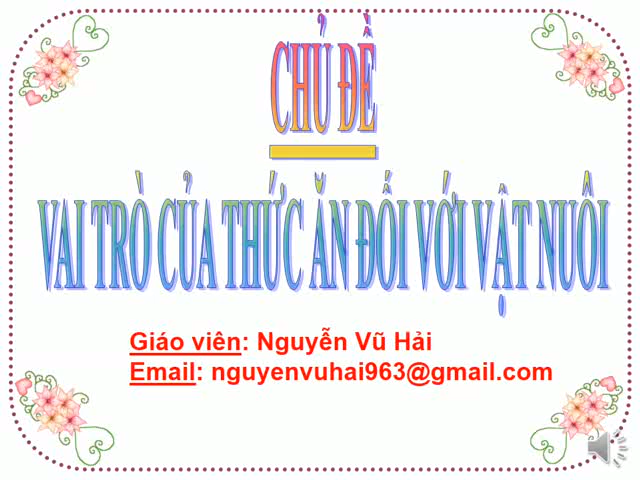 CHỦ ĐỀ
VAI TRÒ CỦA THỨC ĂN ĐỐI VỚI VẬT NUÔI
Giáo viên: Nguyễn Vũ Hải
Email: nguyenvuhai963@gmail.com